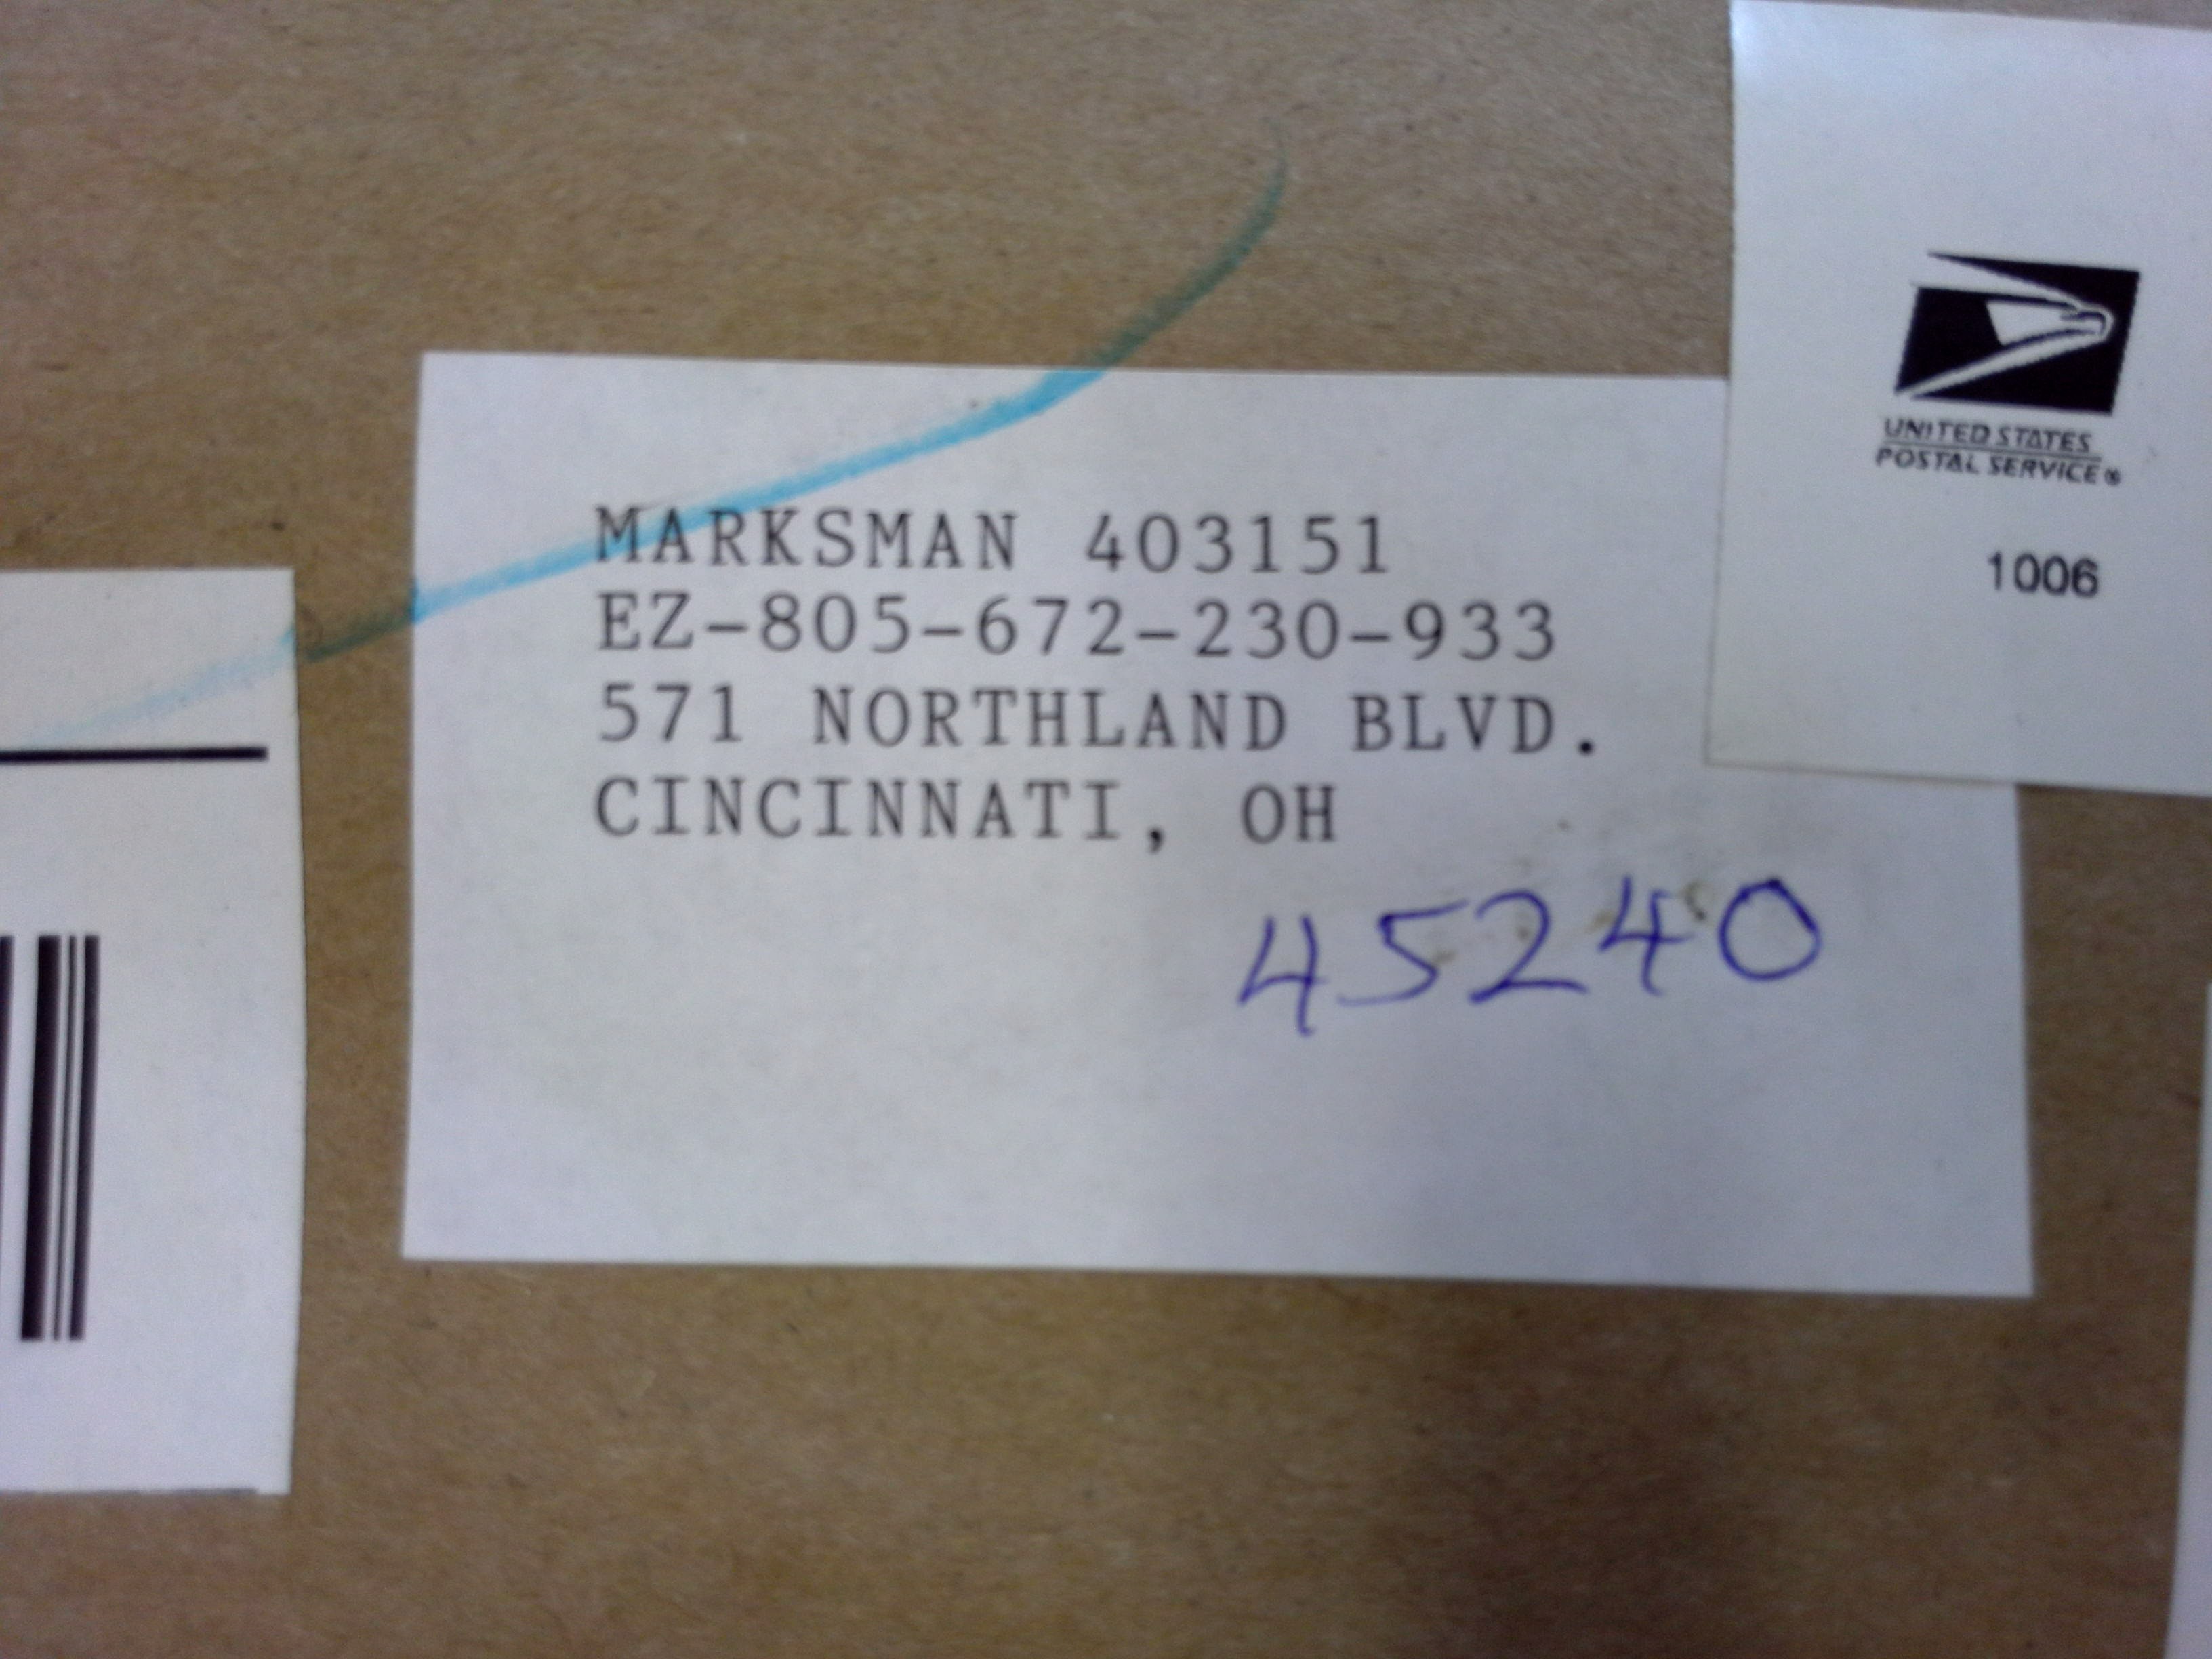 UNITED STATES
POSTAL SERVICE®
1006
MARKSMAN 403151
EZ-805-672-230-933
571 NORTHLAND BLVD.
CINCINNATI, OH
45240